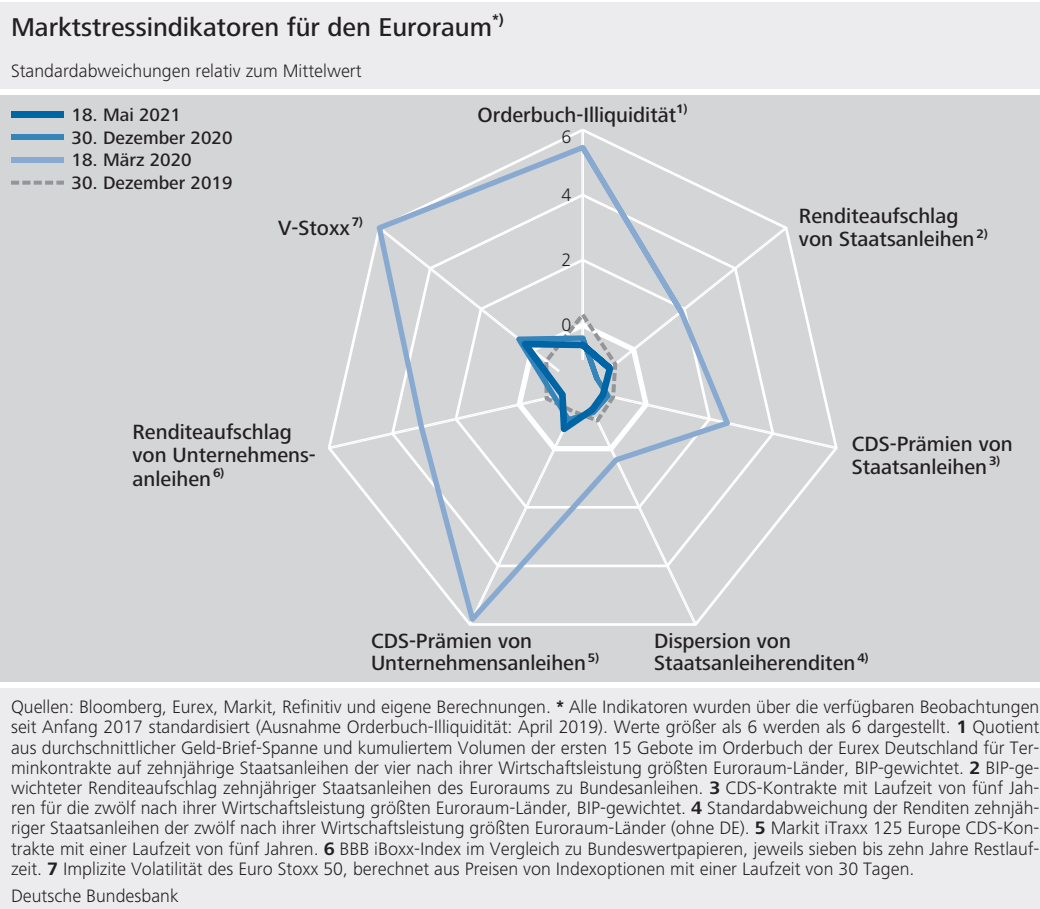 Marktstressindikatoren für den Euroraum*)
Standardabweichungen relativ zum Mittelwert
18. Mai 2021
30. Dezember 2020
18. März 2020
30. Dezember 2019
Orderbuch-Illiquidität1)
6
4
2
0
Renditeaufschlag
von Staatsanleihen2)
CDS-Prämien von
Staatsanleihen3)
Dispersion von
Staatsanleiherenditen4)
CDS-Prämien von
Unternehmensanleihen5)
Renditeaufschlag
von Unternehmens-
anleihen6)
V-Stoxx7)
Quellen: Bloomberg, Eurex, Markit, Refinitiv und eigene Berechnungen. * Alle Indikatoren wurden über die verfügbaren Beobachtungen
seit Anfang 2017 standardisiert (Ausnahme Orderbuch-Illiquidität: April 2019). Werte größer als 6 werden als 6 dargestellt. 1 Quotient
aus durchschnittlicher Geld-Brief-Spanne und kumuliertem Volumen der ersten 15 Gebote im Orderbuch der Eurex Deutschland für Ter-
minkontrakte auf zehnjährige Staatsanleihen der vier nach ihrer Wirtschaftsleistung größten Euroraum-Länder, BIP-gewichtet. 2 BIP-ge-
wichteter Renditeaufschlag zehnjähriger Staatsanleihen des Euroraums zu Bundesanleihen. 3 CDS-Kontrakte mit Laufzeit von fünf Jah-
ren für die zwölf nach ihrer Wirtschaftsleistung größten Euroraum-Länder, BIP-gewichtet. 4 Standardabweichung der Renditen zehnjäh-
riger Staatsanleihen der zwölf nach ihrer Wirtschaftsleistung größten Euroraum-Länder (ohne DE). 5 Markit iTraxx 125 Europe CDS-Kon-
trakte mit einer Laufzeit von fünf Jahren. 6 BBB iBoxx-Index im Vergleich zu Bundeswertpapieren, jeweils sieben bis zehn Jahre Restlauf-
zeit. 7 Implizite Volatilität des Euro Stoxx 50, berechnet aus Preisen von Indexoptionen mit einer Laufzeit von 30 Tagen.
Deutsche Bundesbank